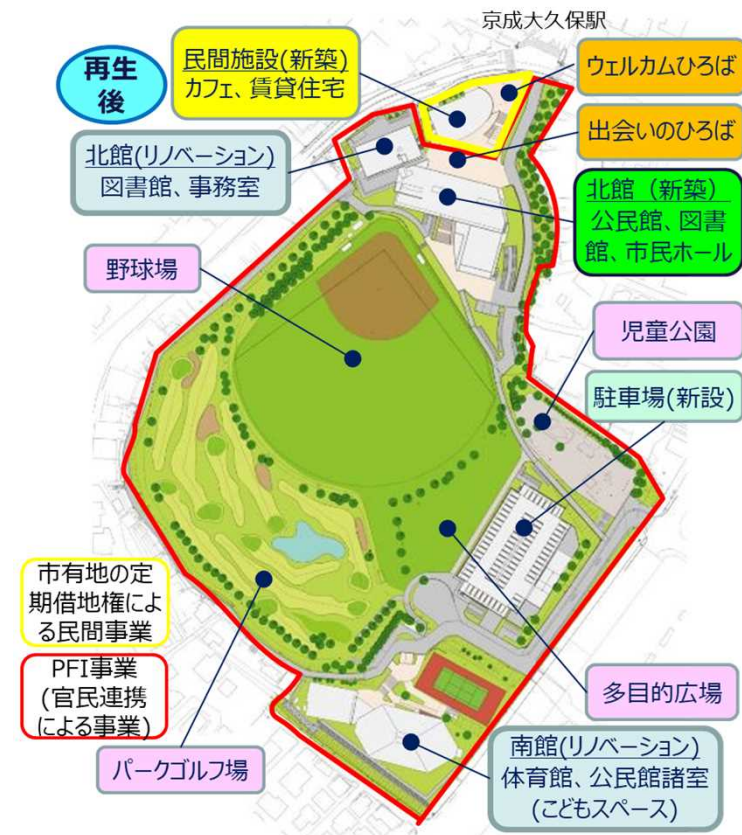 京成大久保駅
再生
後
民間施設(新築)
カフェ、賃貸住宅
ウェルカムひろば
出会いのひろば
北館(リノベーション)
図書館、事務室
北館（新築）
公民館、図書
館、市民ホール
野球場
児童公園
駐車場(新設)
市有地の定
期借地権によ
る民間事業
PFI事業
(官民連携
による事業)
多目的広場
パークゴルフ場
南館(リノベーション)
体育館、公民館諸室
(こどもスペース)